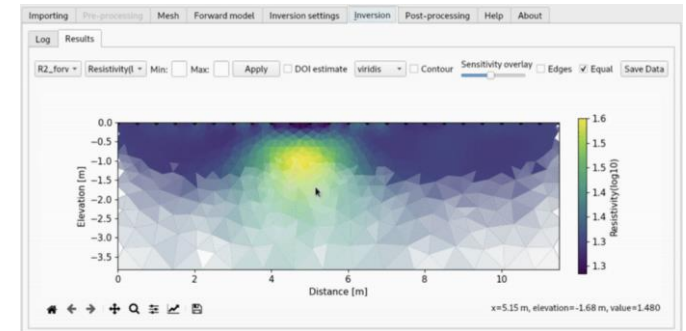 Importing Pre-processing Mesh Forward model Inversion settings Inversion Post-processing Help About
Log Results
R2_forv Resistivity(l Min: Max: Apply DOI estimate viridis Contour Sensitivity overlay Edges Equal Save Data
0.0
−0.5
−1.0
−1.5
−2.0
−2.5
−3.0
−3.5
Elevation [m]
0 2 4 6 8 10
Distance [m]
1.6
1.5
1.5
1.4
1.4
1.3
1.3
Resistivity(log10)
x=5.15 m, elevation=-1.68 m, value=1.480